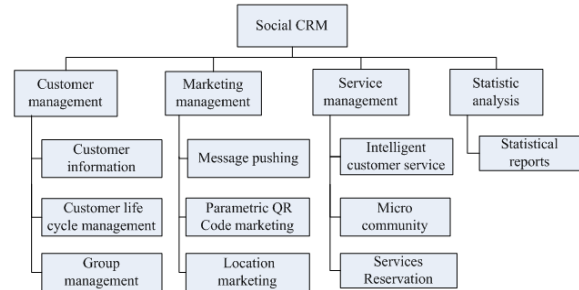 Social CRM
Customer
management
Marketing
management
Service
management
Statistic
analysis
Customer
information
Message pushing
Intelligent
customer service
Statistical
reports
Customer life
cycle management
Parametric QR
Code marketing
Micro
community
Group
management
Location
marketing
Services
Reservation